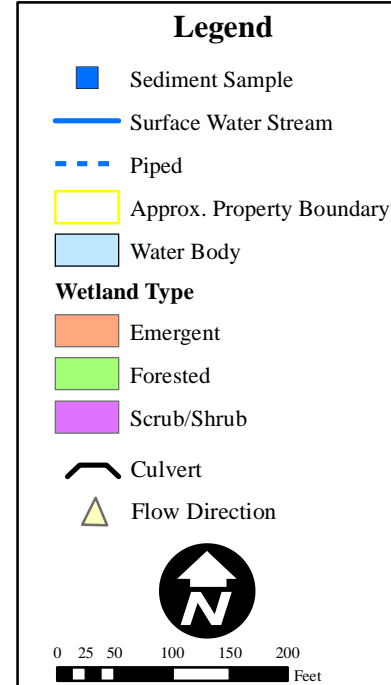 Legend
Sediment Sample
Surface Water Stream
Piped
Approx. Property Boundary
Water Body
Wetland Type
Emergent
Forested
Scrub/Shrub
Culvert
Flow Direction
N
0 25 50 100 150 200
Feet